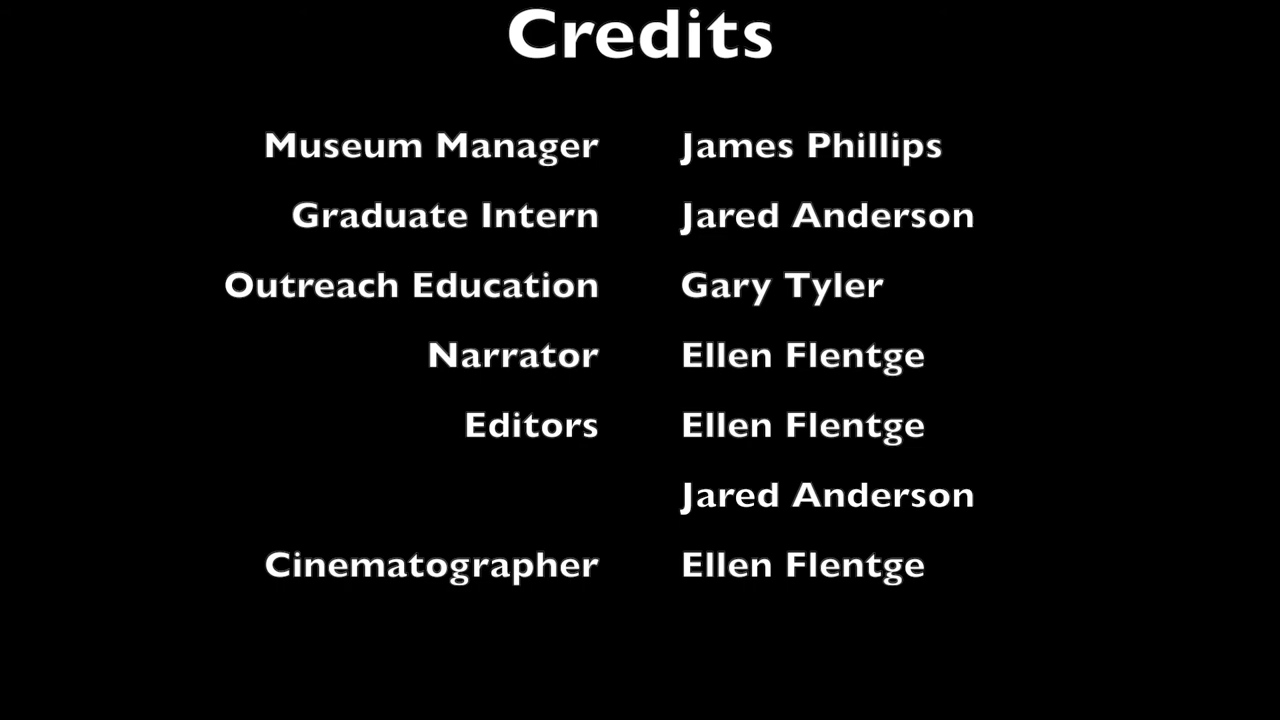 Credits
Museum Manager James Phillips
Graduate Intern Jared Anderson
Outreach Education Gary Tyler
Narrator Ellen Flentge
Editors Ellen Flentge
Jared Anderson
Cinematographer Ellen Flentge